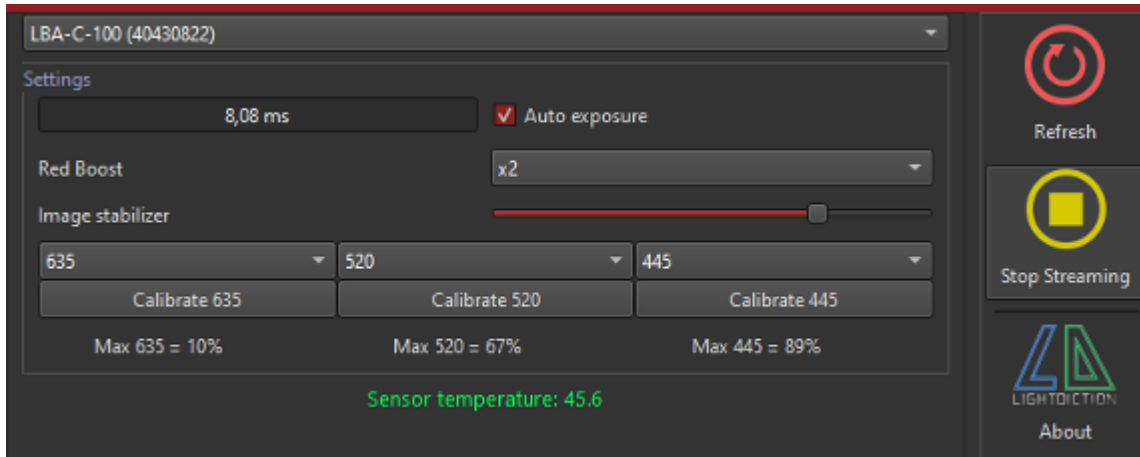 LBA-C-100 (40430822)
Settings
8,08 ms
Auto exposure
Red Boost
x2
Image stabilizer
635 520 445
Calibrate 635 Calibrate 520 Calibrate 445
Max 635 = 10% Max 520 = 67% Max 445 = 89%
Sensor temperature: 45.6
Refresh
Stop Streaming
LIGHTDICTION
About